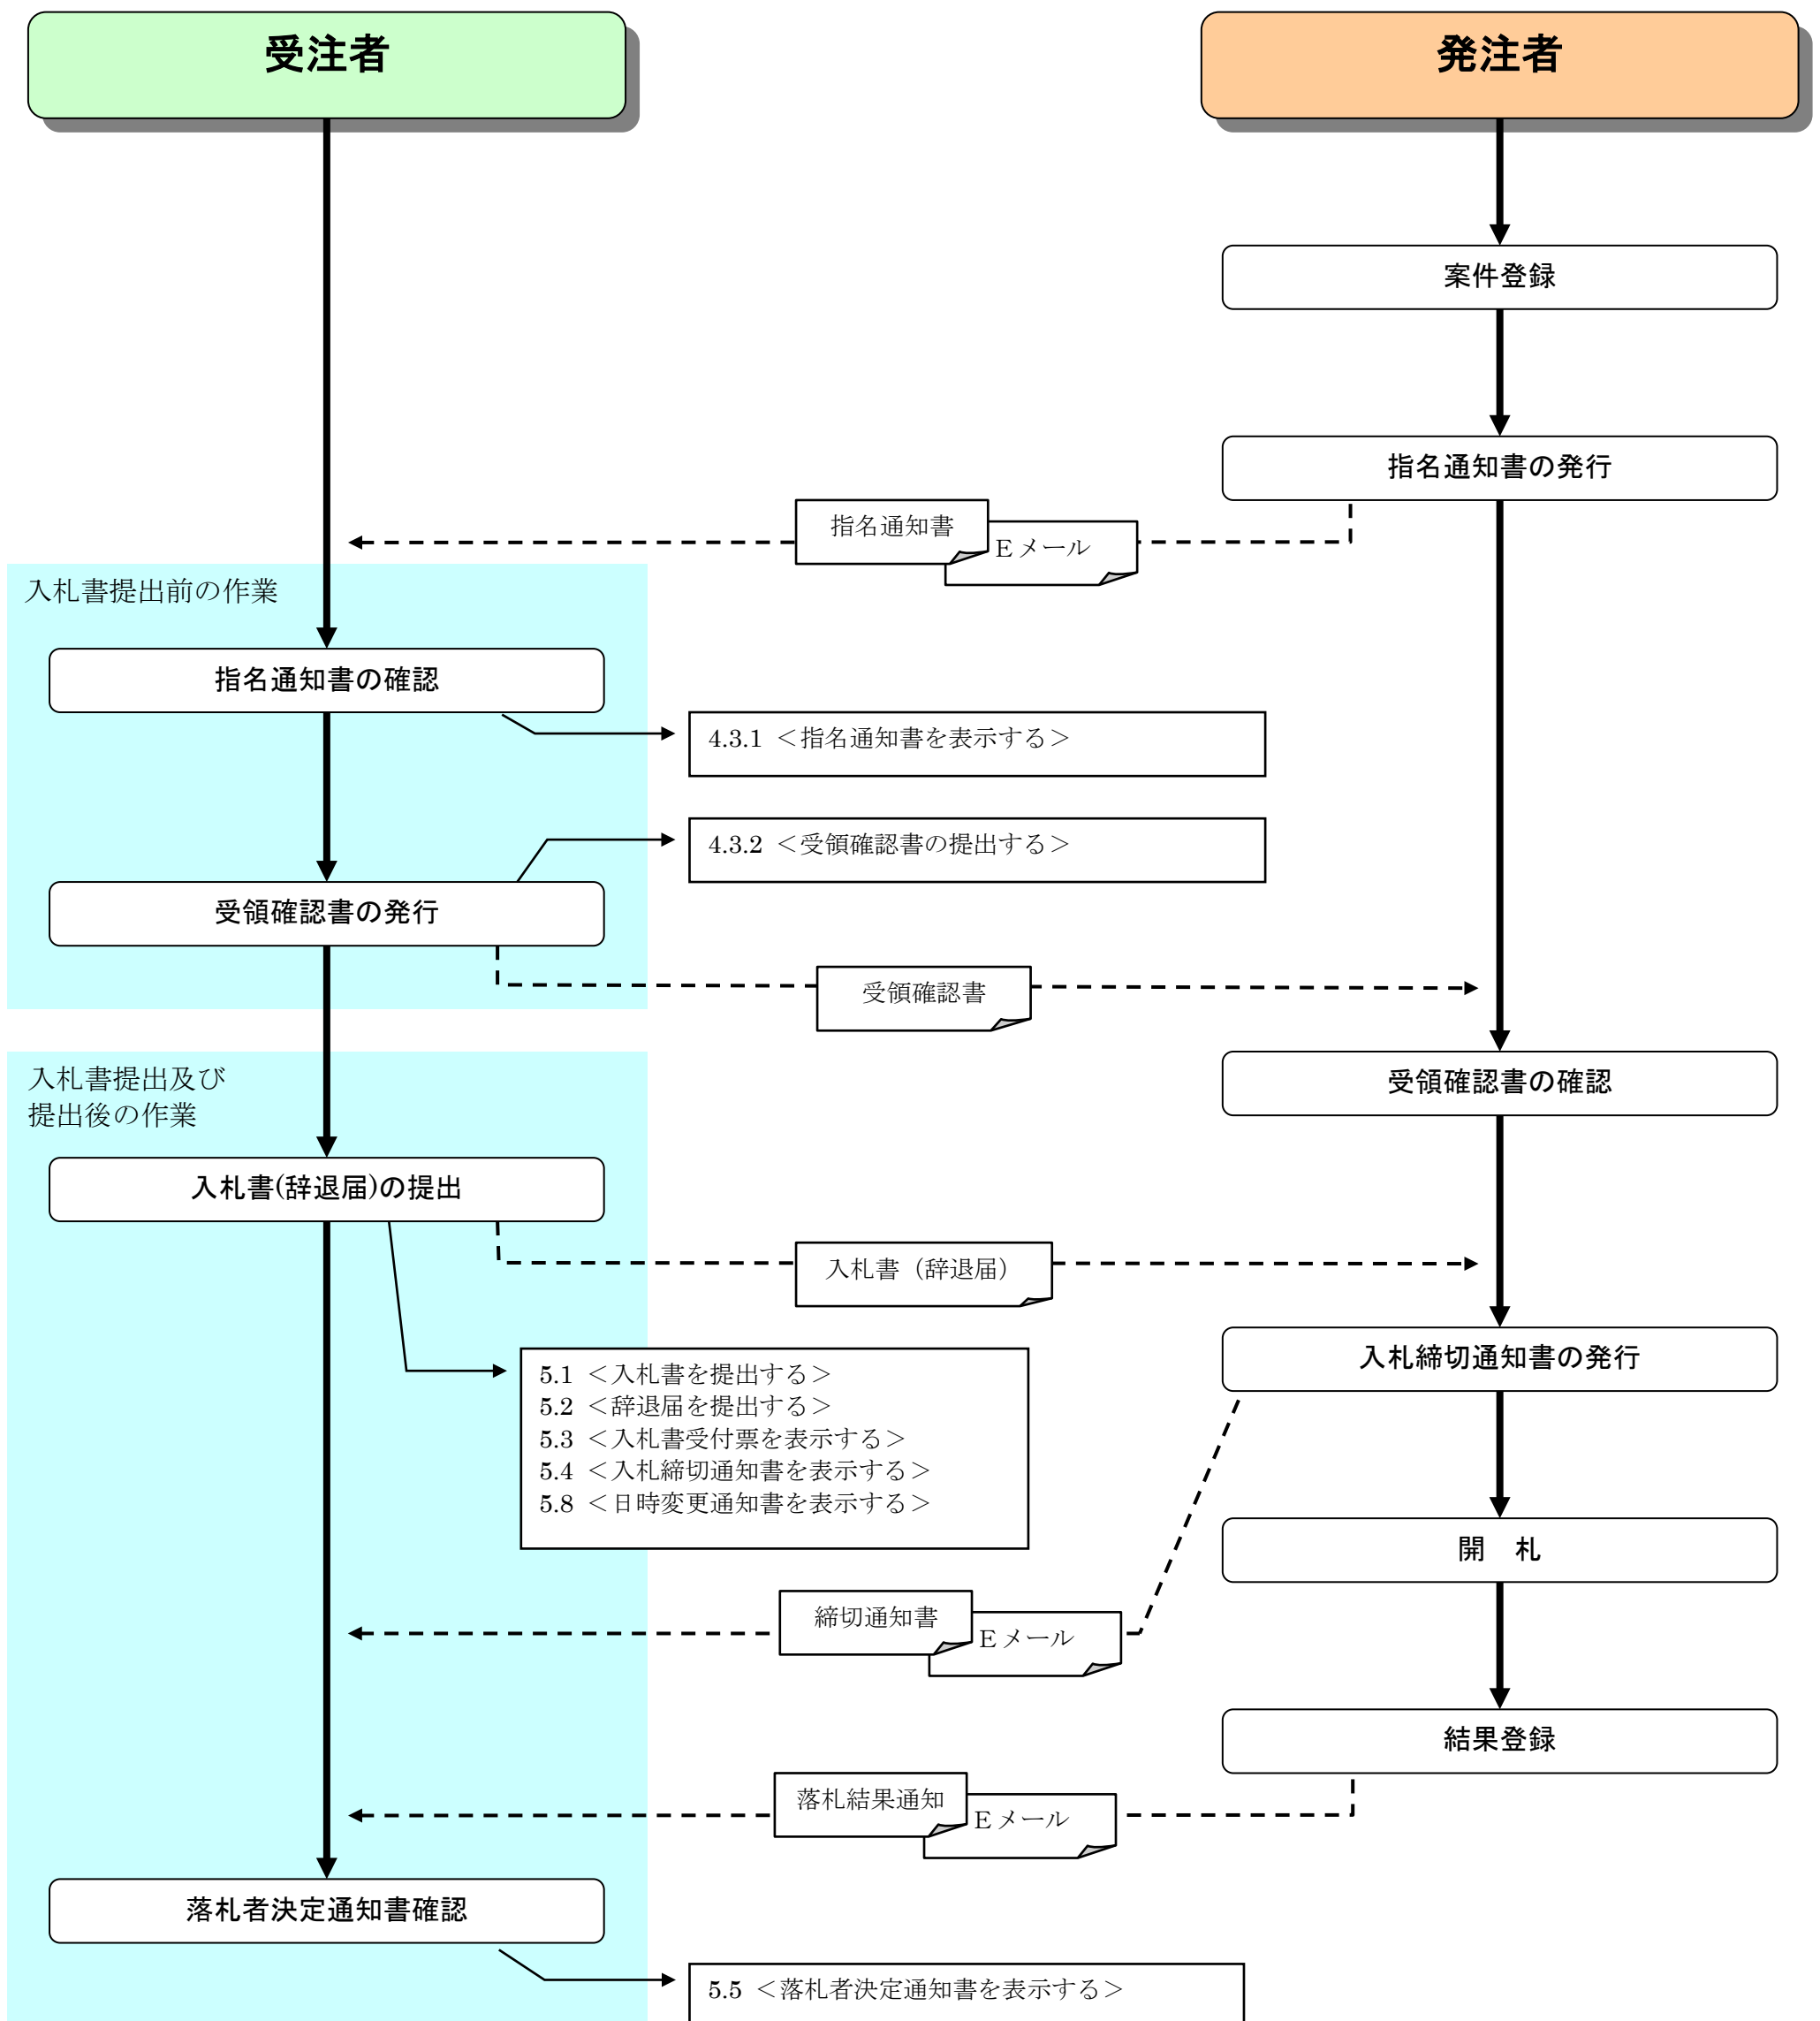 受注者
発注者
案件登録
指名通知書の発行
指名通知書
Eメール
入札書提出前の作業
指名通知書の確認
4.3.1 ＜指名通知書を表示する＞
4.3.2 ＜受領確認書の提出する＞
受領確認書の発行
受領確認書
入札書提出及び
提出後の作業
受領確認書の確認
入札書(辞退届)の提出
入札書（辞退届）
入札締切通知書の発行
5.1 ＜入札書を提出する＞
5.2 ＜辞退届を提出する＞
5.3 ＜入札書受付票を表示する＞
5.4 ＜入札締切通知書を表示する＞
5.8 ＜日時変更通知書を表示する＞
開　札
締切通知書
Eメール
結果登録
落札結果通知
Eメール
落札者決定通知書確認
5.5 ＜落札者決定通知書を表示する＞